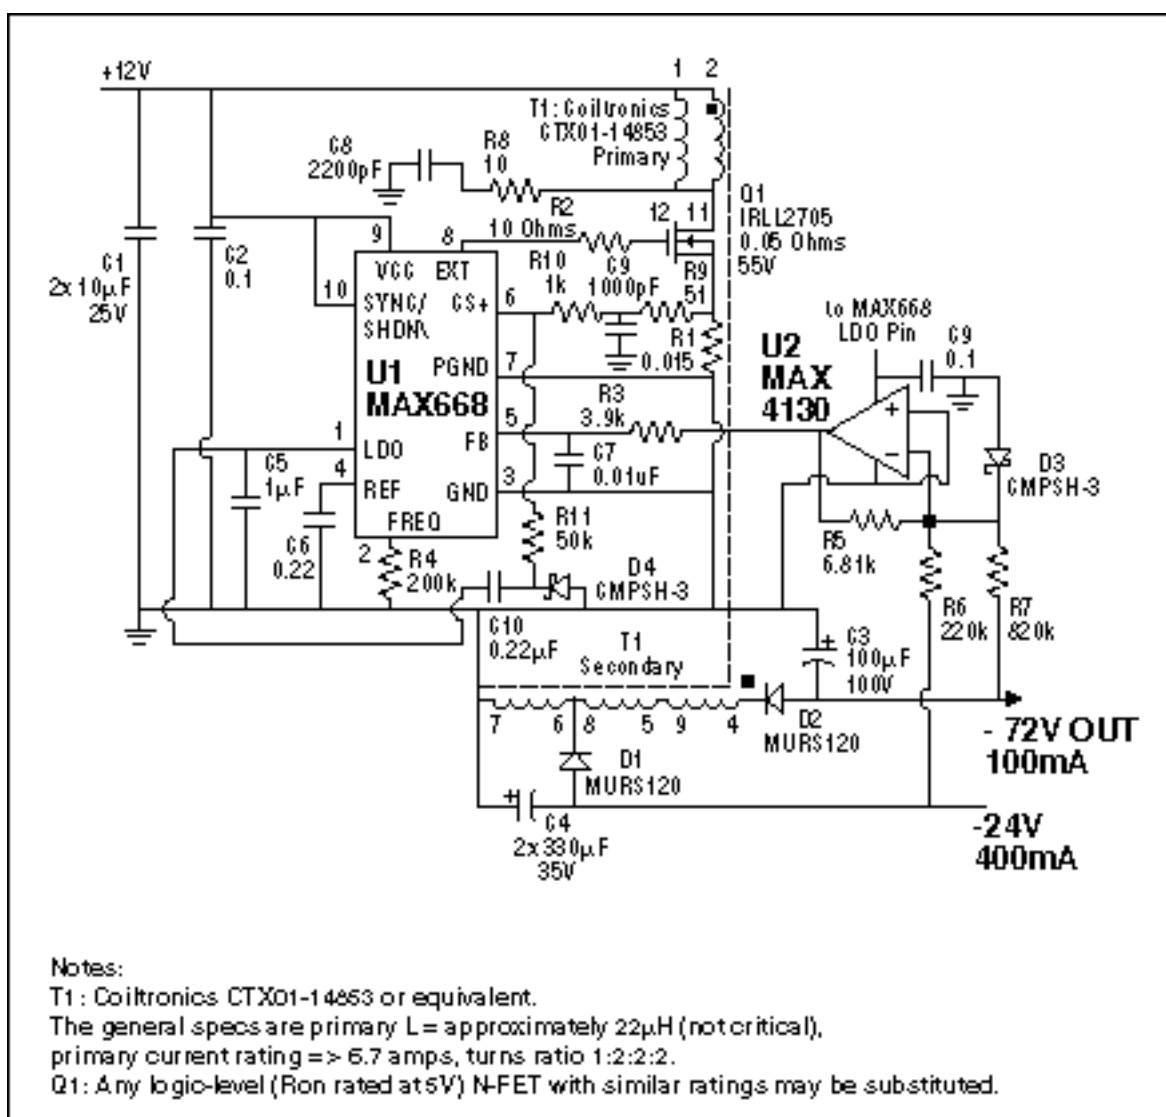 +12V
1 2
T1: Coiltronics
CTX01-14853
Primary
C8
2200pF
R8
10
Q1
IRLL2705
0.05 Ohms
55V
R2
10 Ohms
12 11
9 8
C1
2x10µF
25V
C2
0.1
VCC EXT
R10
1k
C9
1000pF
R9
51
10
SYNC/
SHDN\
CS+
6
R1
0.015
to MAX668
LDO Pin
C9
0.1
U1
MAX668
PGND
7
U2
MAX
4130
+
−
R3
3.9k
5
FB
1
LDO
C7
0.01uF
D3
CMPSH-3
C5
1µF
4
REF
GND
3
FREQ
R11
50k
R5
6.81k
C6
0.22
2
R4
200k
D4
CMPSH-3
R6
220k
R7
820k
C10
0.22µF
T1
Secondary
+
C3
100µF
100V
7 6 8 5 9 4
D2
MURS120
- 72V OUT
100mA
D1
MURS120
+
C4
2x330µF
35V
-24V
400mA
Notes:
T1: Coiltronics CTX01-14853 or equivalent.
The general specs are primary L = approximately 22µH (not critical),
primary current rating => 6.7 amps, turns ratio 1:2:2:2.
Q1: Any logic-level (Ron rated at 5V) N-FET with similar ratings may be substituted.